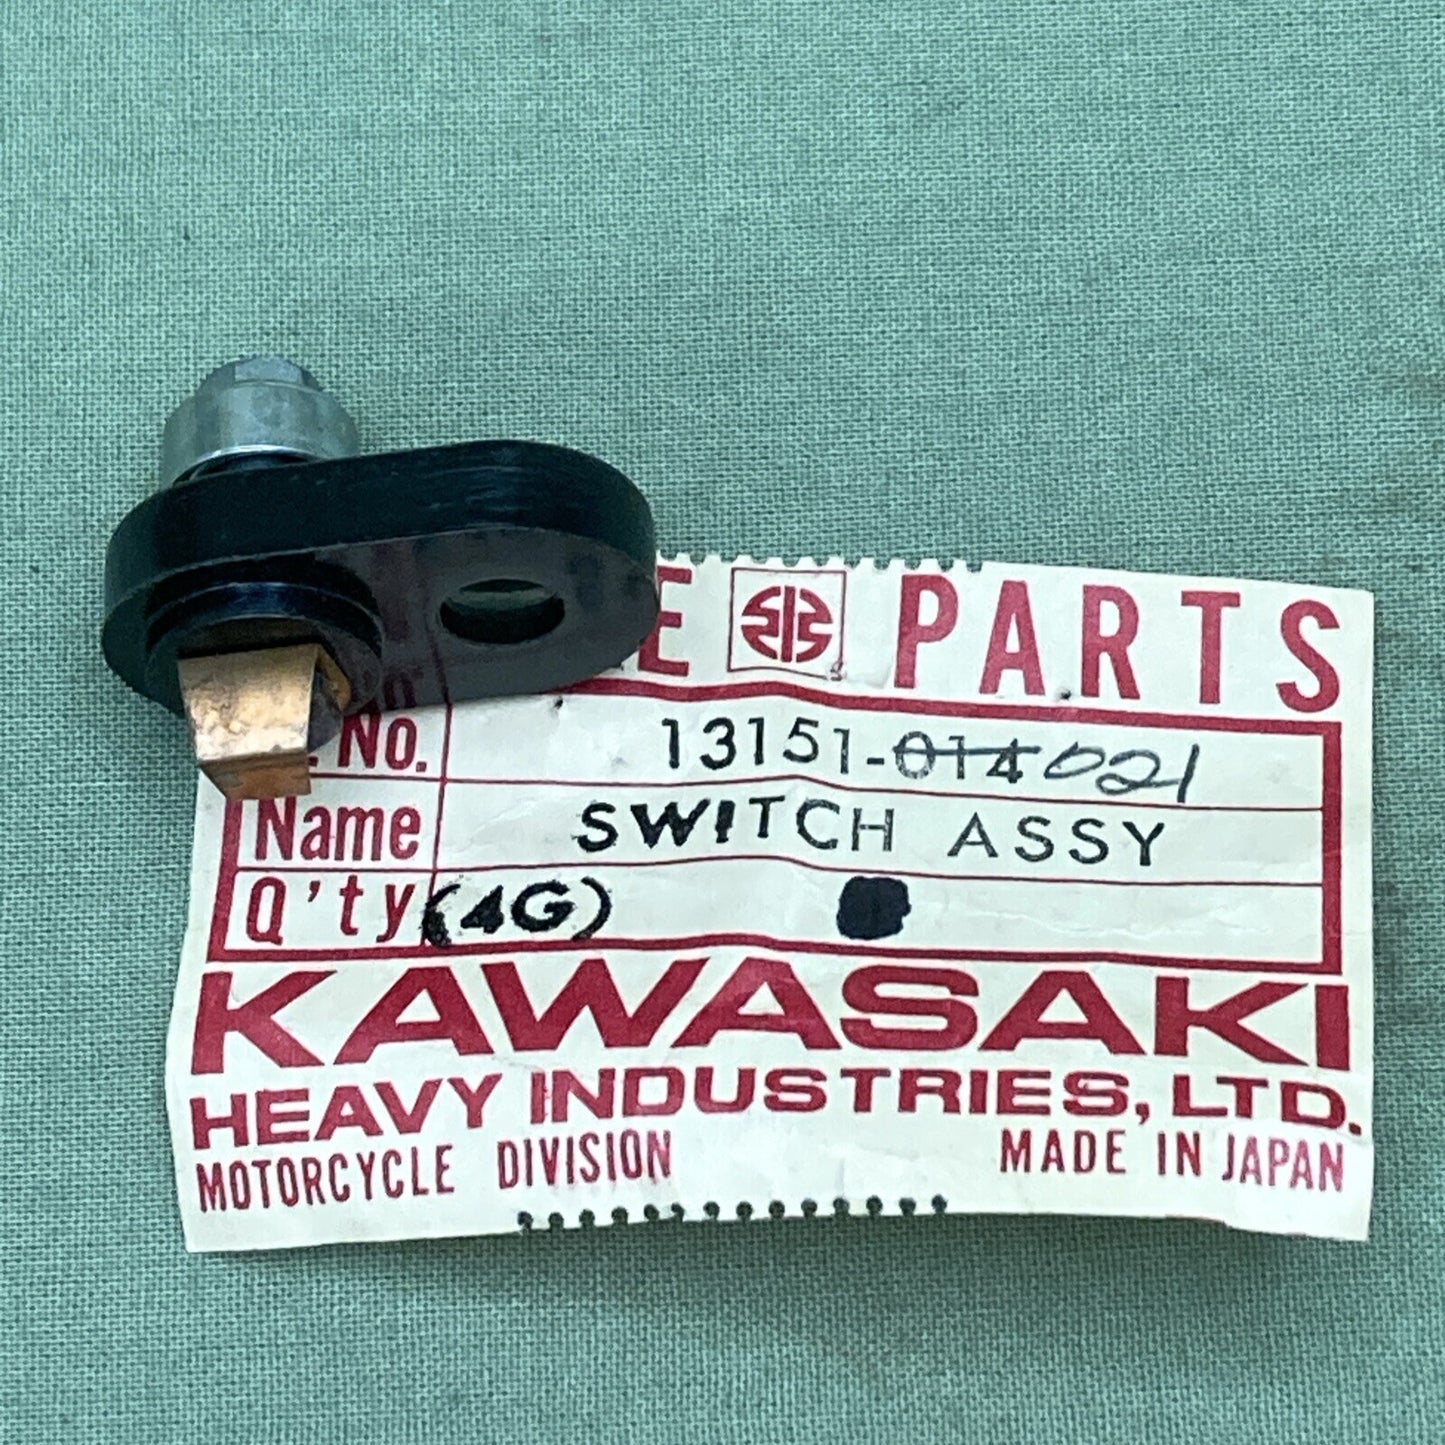 PARTS
No. 13151-014 021
Name SWITCH ASSY
Q'ty (4G)
KAWASAKI
HEAVY INDUSTRIES, LTD.
MOTORCYCLE DIVISION MADE IN JAPAN